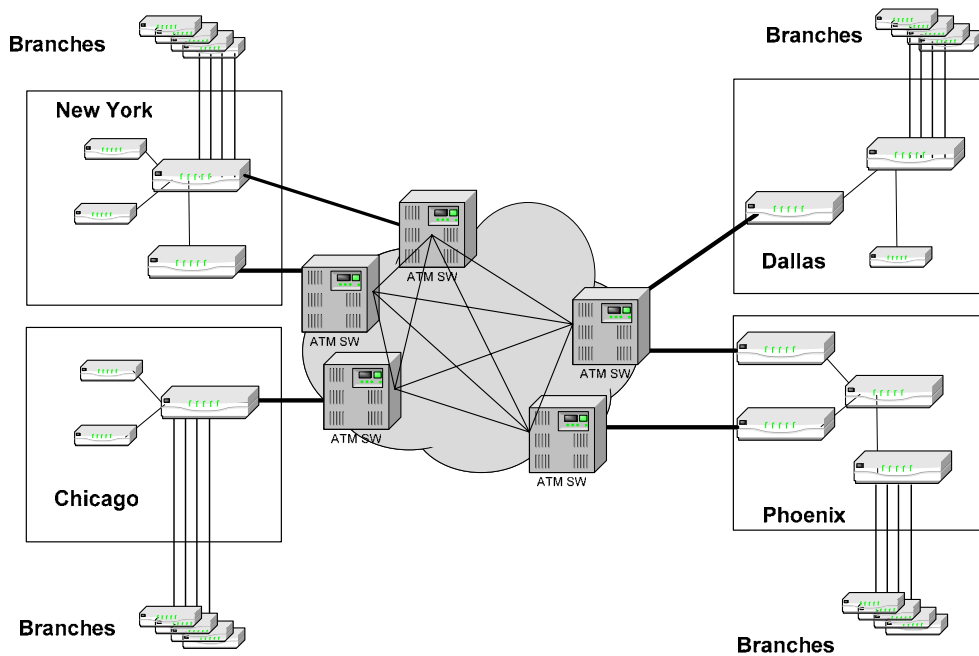 Branches
Branches
New York
ATM SW
Dallas
ATM SW
ATM SW
ATM SW
ATM SW
Chicago
Phoenix
Branches
Branches